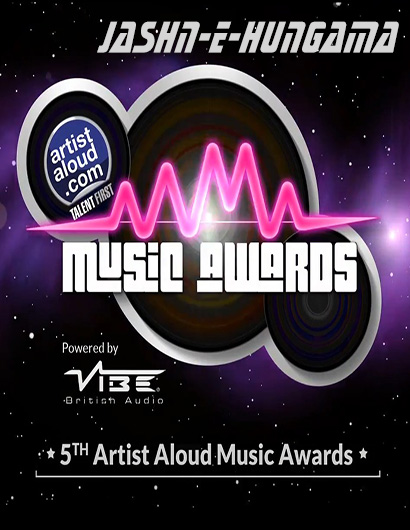 JASHN-E-HUNGAMA
artist
aloud
.com
TALENT FIRST
MUSIC AWARDS
Powered by
VIBE
British Audio
★ 5TH Artist Aloud Music Awards ★